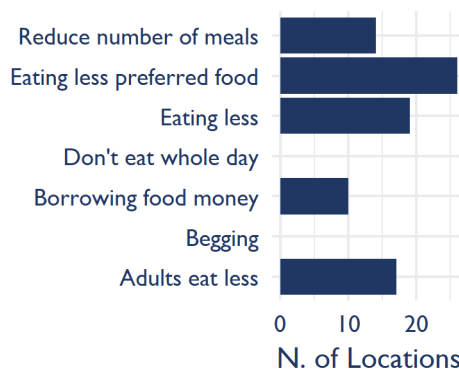 Reduce number of meals
Eating less preferred food
Eating less
Don't eat whole day
Borrowing food money
Begging
Adults eat less
0 10 20
N. of Locations